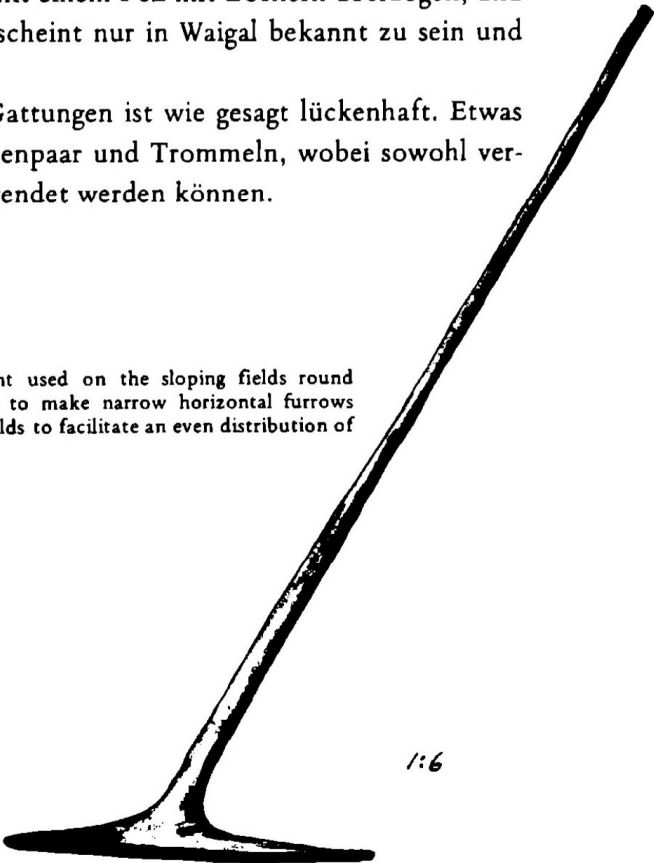 scheint nur in Waigal bekannt zu sein und
Gattungen ist wie gesagt lückenhaft. Etwas
enpaar und Trommeln, wobei sowohl ver-
endet werden können.
nt used on the sloping fields round
to make narrow horizontal furrows
lds to facilitate an even distribution of
1:6